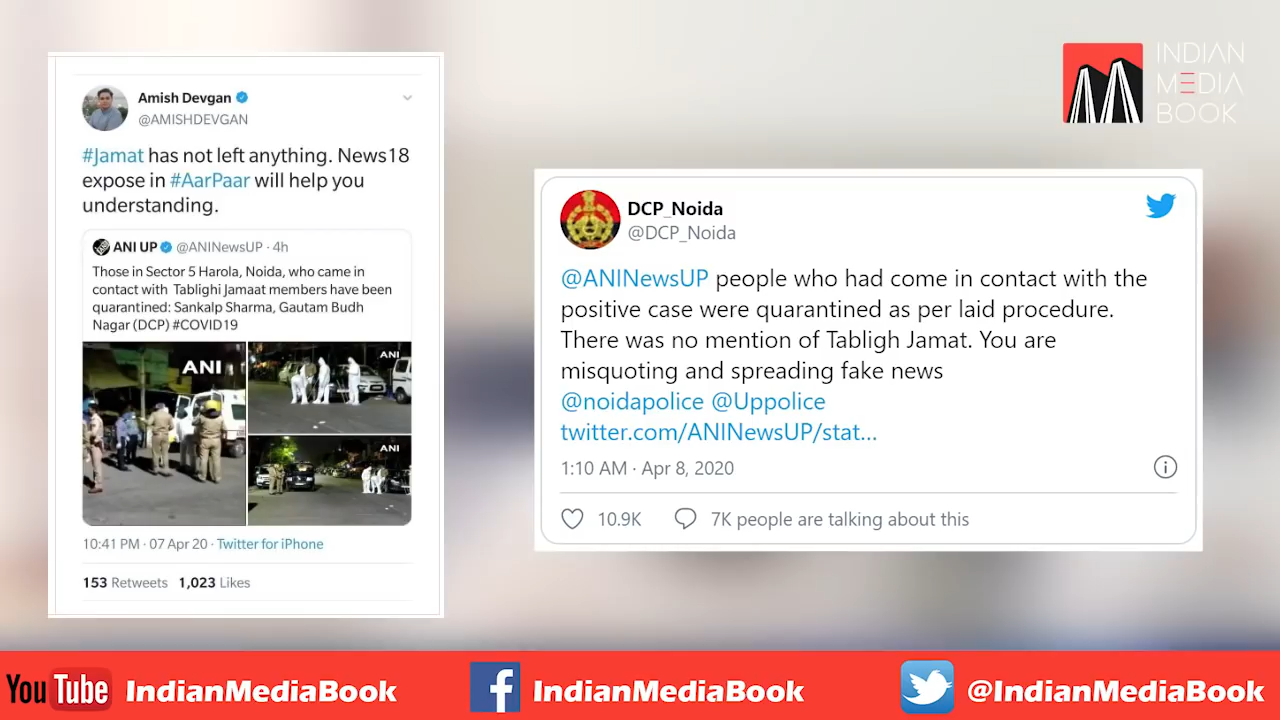 Amish Devgan
@AMISHDEVGAN
#Jamat has not left anything. News18
expose in #AarPaar will help you
understanding.
ANI UP @ANINewsUP · 4h
Those in Sector 5 Harola, Noida, who came in
contact with Tablighi Jamaat members have been
quarantined: Sankalp Sharma, Gautam Budh
Nagar (DCP) #COVID19
ANI
ANI
ANI
10:41 PM · 07 Apr 20 · Twitter for iPhone
153 Retweets 1,023 Likes
INDIAN
MEDIA
BOOK
DCP_Noida
@DCP_Noida
@ANINewsUP people who had come in contact with the
positive case were quarantined as per laid procedure.
There was no mention of Tabligh Jamat. You are
misquoting and spreading fake news
@noidapolice @Uppolice
twitter.com/ANINewsUP/stat...
1:10 AM · Apr 8, 2020
10.9K 7K people are talking about this
YouTube IndianMediaBook f IndianMediaBook @IndianMediaBook